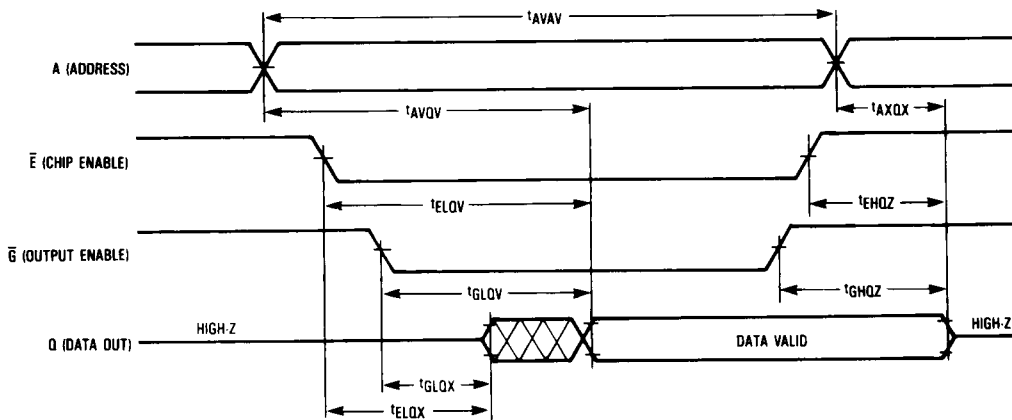 tAVAV
A (ADDRESS)
tAVQV
tAXQX
E̅ (CHIP ENABLE)
tELQV
tEHQZ
G̅ (OUTPUT ENABLE)
tGLQV
tGHQZ
Q (DATA OUT)
HIGH-Z
DATA VALID
HIGH-Z
tGLQX
tELQX